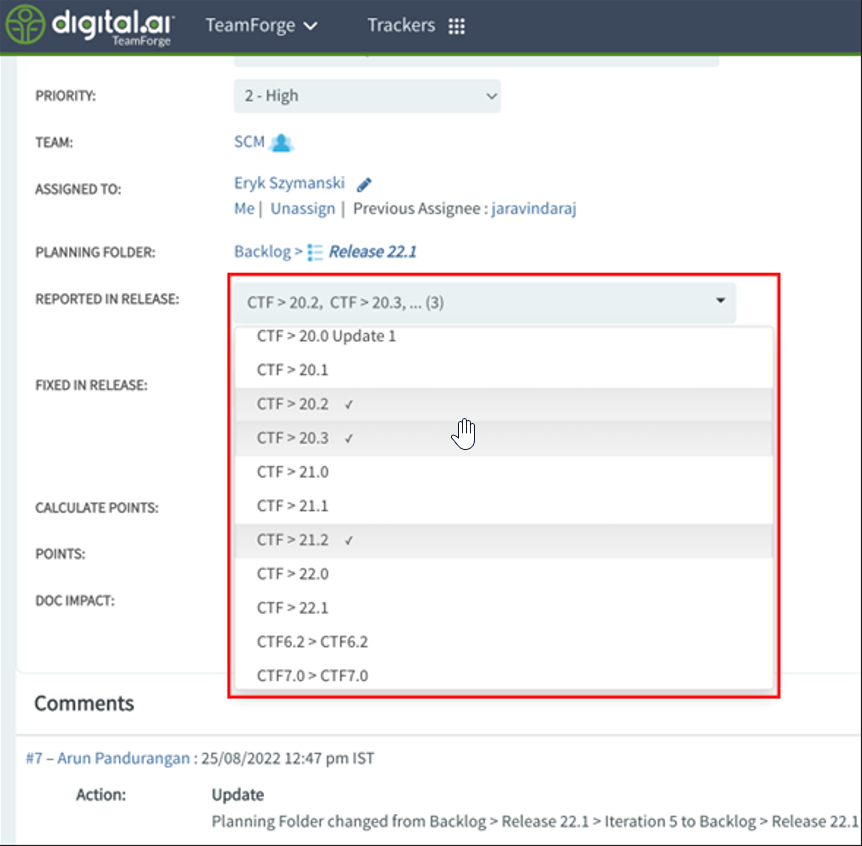 digital.ai TeamForge
TeamForge Trackers
PRIORITY: 2 - High
TEAM: SCM
ASSIGNED TO: Eryk Szymanski
Me | Unassign | Previous Assignee : jaravindaraj
PLANNING FOLDER: Backlog > Release 22.1
REPORTED IN RELEASE: CTF > 20.2, CTF > 20.3, ... (3)
CTF > 20.0 Update 1
CTF > 20.1
FIXED IN RELEASE:
CTF > 20.2 ✓
CTF > 20.3 ✓
CTF > 21.0
CALCULATE POINTS:
CTF > 21.1
CTF > 21.2 ✓
POINTS:
CTF > 22.0
DOC IMPACT:
CTF > 22.1
CTF6.2 > CTF6.2
CTF7.0 > CTF7.0
Comments
#7 – Arun Pandurangan : 25/08/2022 12:47 pm IST
Action: Update
Planning Folder changed from Backlog > Release 22.1 > Iteration 5 to Backlog > Release 22.1